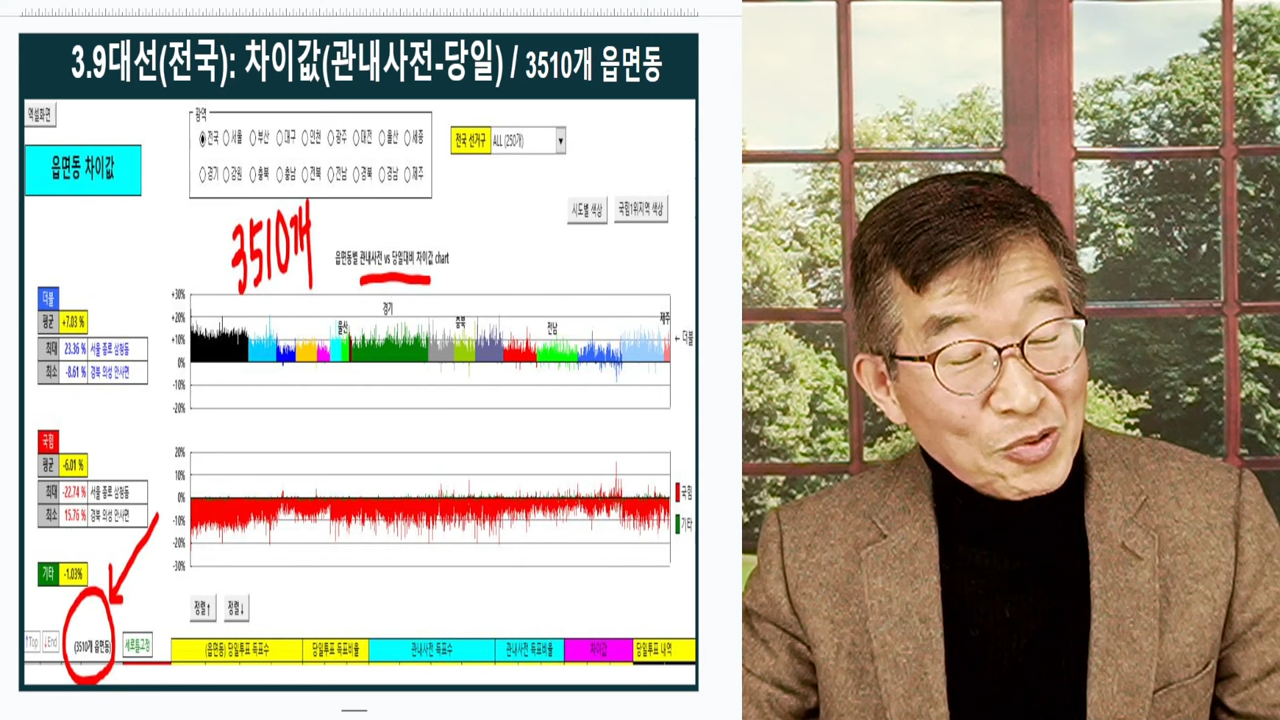 3.9대선(전국): 차이값(관내사전-당일) / 3510개 읍면동
엑셀화면
광역
전국 서울 부산 대구 인천 광주 대전 울산 세종
경기 강원 충북 충남 전북 전남 경북 경남 제주
전국 선거구 ALL (250개)
읍면동 차이값
시도별 색상 국힘1위지역 색상
3510개
읍면동별 관내사전 vs 당일대비 차이값 chart
더불
평균 +7.03 %
최대 23.36 % 서울 종로 삼청동
최소 -8.61 % 경북 의성 안사면
+30%
+20%
+10%
0%
-10%
-20%
울산
경기
충북
전남
제주
← 더불
국힘
평균 -6.01 %
최대 -22.74 % 서울 종로 삼청동
최소 15.76 % 경북 의성 안사면
20%
10%
0%
-10%
-20%
-30%
국힘
기타
기타 -1.03%
정렬↑ 정렬↓
↑Top ↓End (3510개 읍면동) 세로틀고정
(읍면동) 당일투표 득표수 당일투표 득표비율 관내사전 득표수 관내사전 득표비율 차이값 당일투표 내역